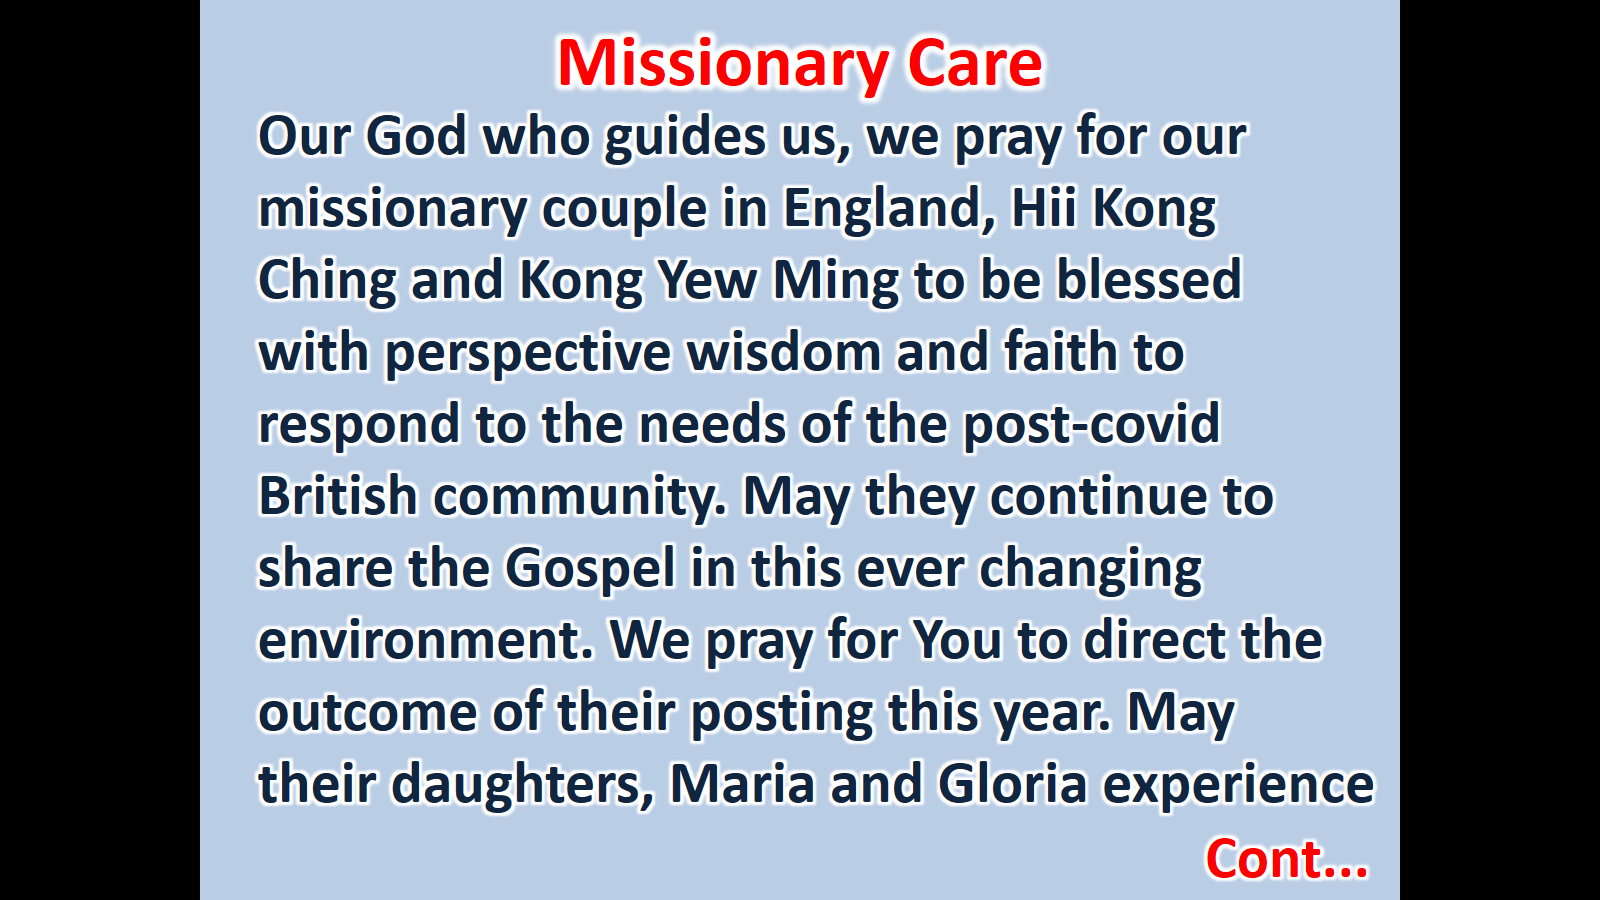 Missionary Care
Our God who guides us, we pray for our
missionary couple in England, Hii Kong
Ching and Kong Yew Ming to be blessed
with perspective wisdom and faith to
respond to the needs of the post-covid
British community. May they continue to
share the Gospel in this ever changing
environment. We pray for You to direct the
outcome of their posting this year. May
their daughters, Maria and Gloria experience
Cont...